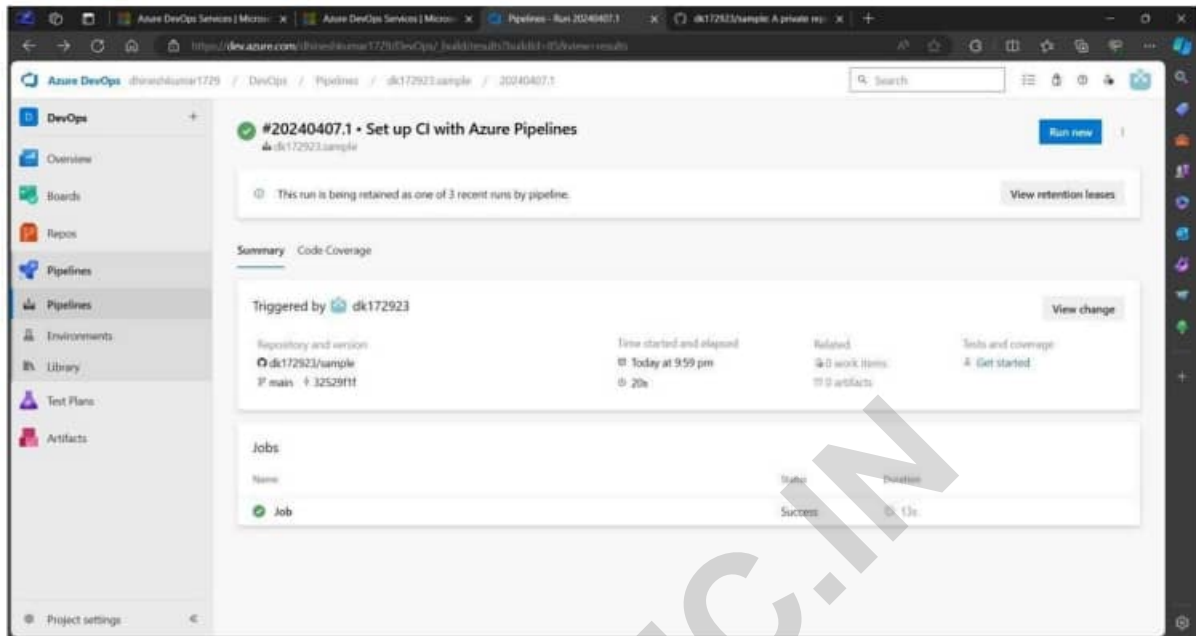 Azure DevOps Services | Micros
Azure DevOps Services | Micros
Pipelines - Run 20240407.1
dk172923/sample: A private rep
Azure DevOps dhineshkumar1729 / DevOps / Pipelines / dk172923.sample / 20240407.1
Search
D DevOps +
#20240407.1 • Set up CI with Azure Pipelines
dk172923.sample
Run new
Overview
This run is being retained as one of 3 recent runs by pipeline.
View retention leases
Boards
Repos
Summary Code Coverage
Pipelines
Pipelines
Triggered by dk172923
View change
Environments
Library
Repository and version
Time started and elapsed
Related
Tests and coverage
dk172923/sample
Today at 9:59 pm
0 work items
Get started
main 32529f1f
20s
0 artifacts
Test Plans
Artifacts
Jobs
Name Status Duration
Job Success 13s
Project settings
C.IN